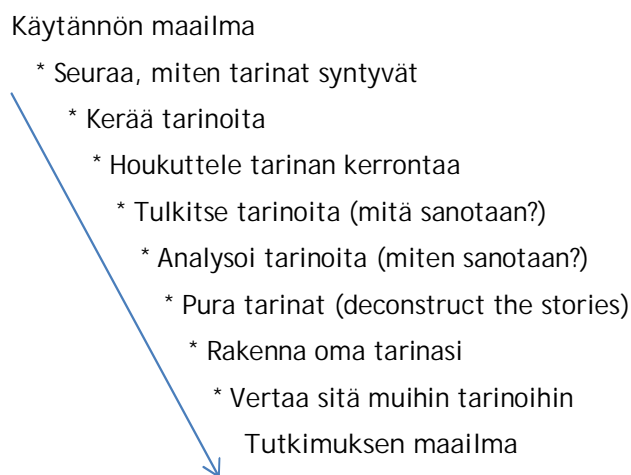 Käytännön maailma
* Seuraa, miten tarinat syntyvät
* Kerää tarinoita
* Houkuttele tarinan kerrontaa
* Tulkitse tarinoita (mitä sanotaan?)
* Analysoi tarinoita (miten sanotaan?)
* Pura tarinat (deconstruct the stories)
* Rakenna oma tarinasi
* Vertaa sitä muihin tarinoihin
Tutkimuksen maailma